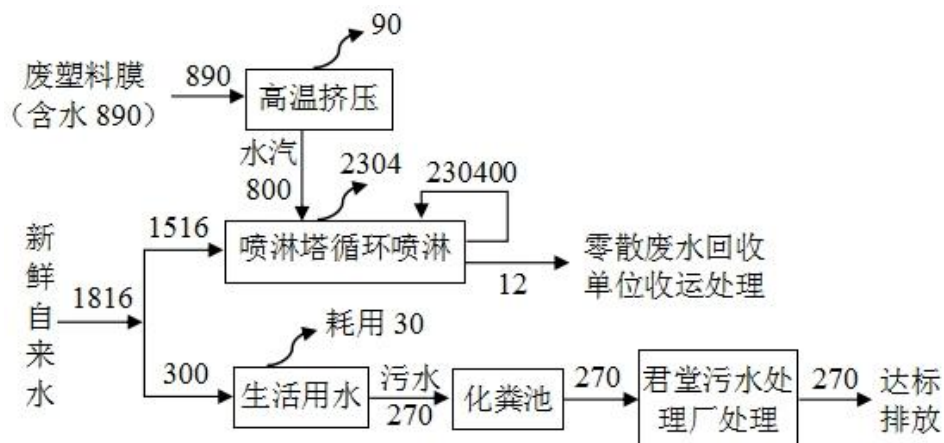 90
废塑料膜
（含水 890）
890
高温挤压
水汽
800
2304
230400
新
鲜
自
来
水
1816
1516
喷淋塔循环喷淋
12
零散废水回收
单位收运处理
耗用 30
300
生活用水
污水
270
化粪池
270
君堂污水处
理厂处理
270
达标
排放